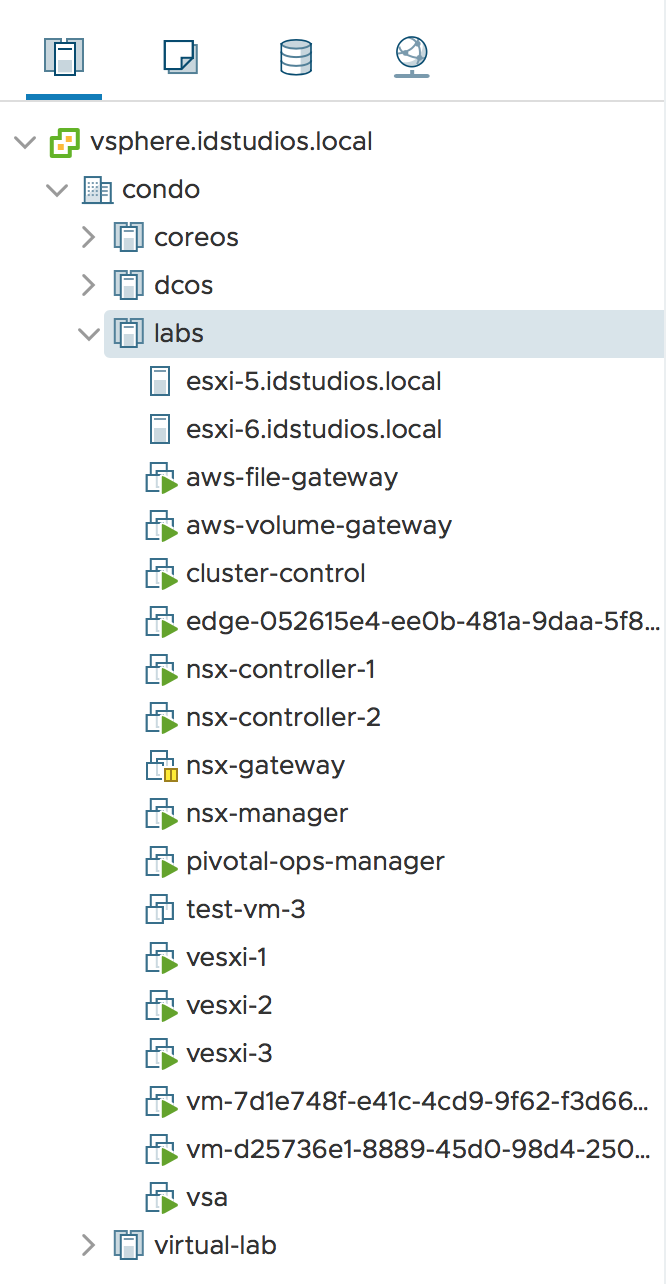 vsphere.idstudios.local
condo
coreos
dcos
labs
esxi-5.idstudios.local
esxi-6.idstudios.local
aws-file-gateway
aws-volume-gateway
cluster-control
edge-052615e4-ee0b-481a-9daa-5f8...
nsx-controller-1
nsx-controller-2
nsx-gateway
nsx-manager
pivotal-ops-manager
test-vm-3
vesxi-1
vesxi-2
vesxi-3
vm-7d1e748f-e41c-4cd9-9f62-f3d66...
vm-d25736e1-8889-45d0-98d4-250...
vsa
virtual-lab